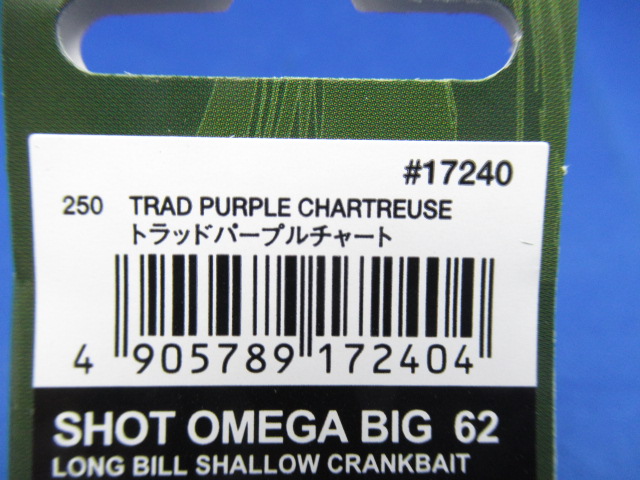 #17240
250 TRAD PURPLE CHARTREUSE
トラッドパープルチャート
4 905789 172404
SHOT OMEGA BIG 62
LONG BILL SHALLOW CRANKBAIT